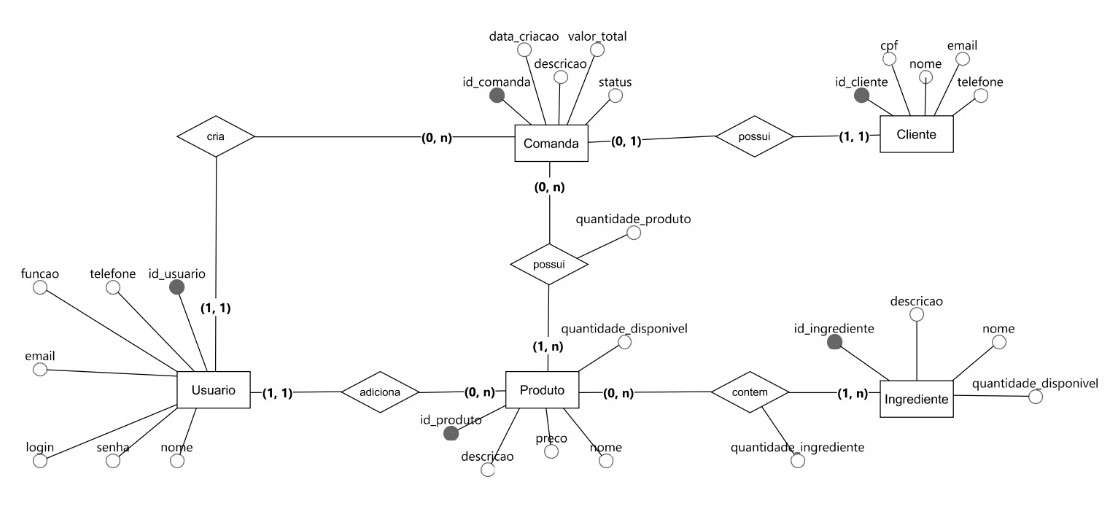 data_criacao valor_total
descricao
id_comanda status
cpf email
nome
id_cliente telefone
cria (0, n) Comanda (0, 1) possui (1, 1) Cliente
(0, n)
quantidade_produto
possui
funcao telefone id_usuario
(1, 1)
(1, n)
quantidade_disponivel
descricao
id_ingrediente nome
email
Usuario (1, 1) adiciona (0, n) Produto (0, n) contem (1, n) Ingrediente
quantidade_disponivel
id_produto
login senha nome
descricao preco nome
quantidade_ingrediente